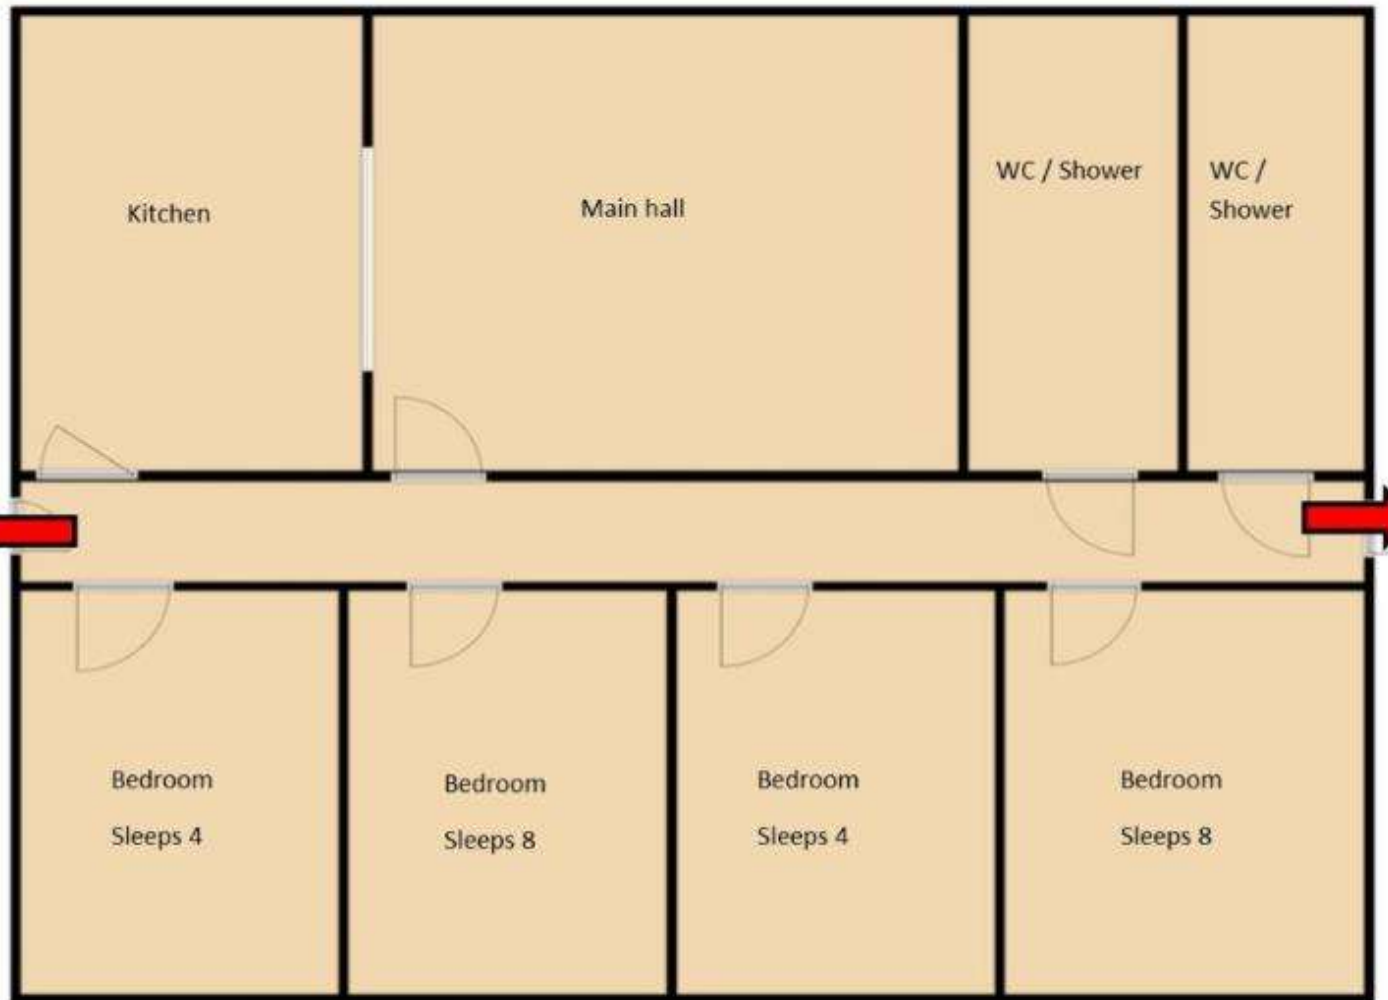 Kitchen
Main hall
WC / Shower
WC /
Shower
Bedroom
Sleeps 4
Bedroom
Sleeps 8
Bedroom
Sleeps 4
Bedroom
Sleeps 8